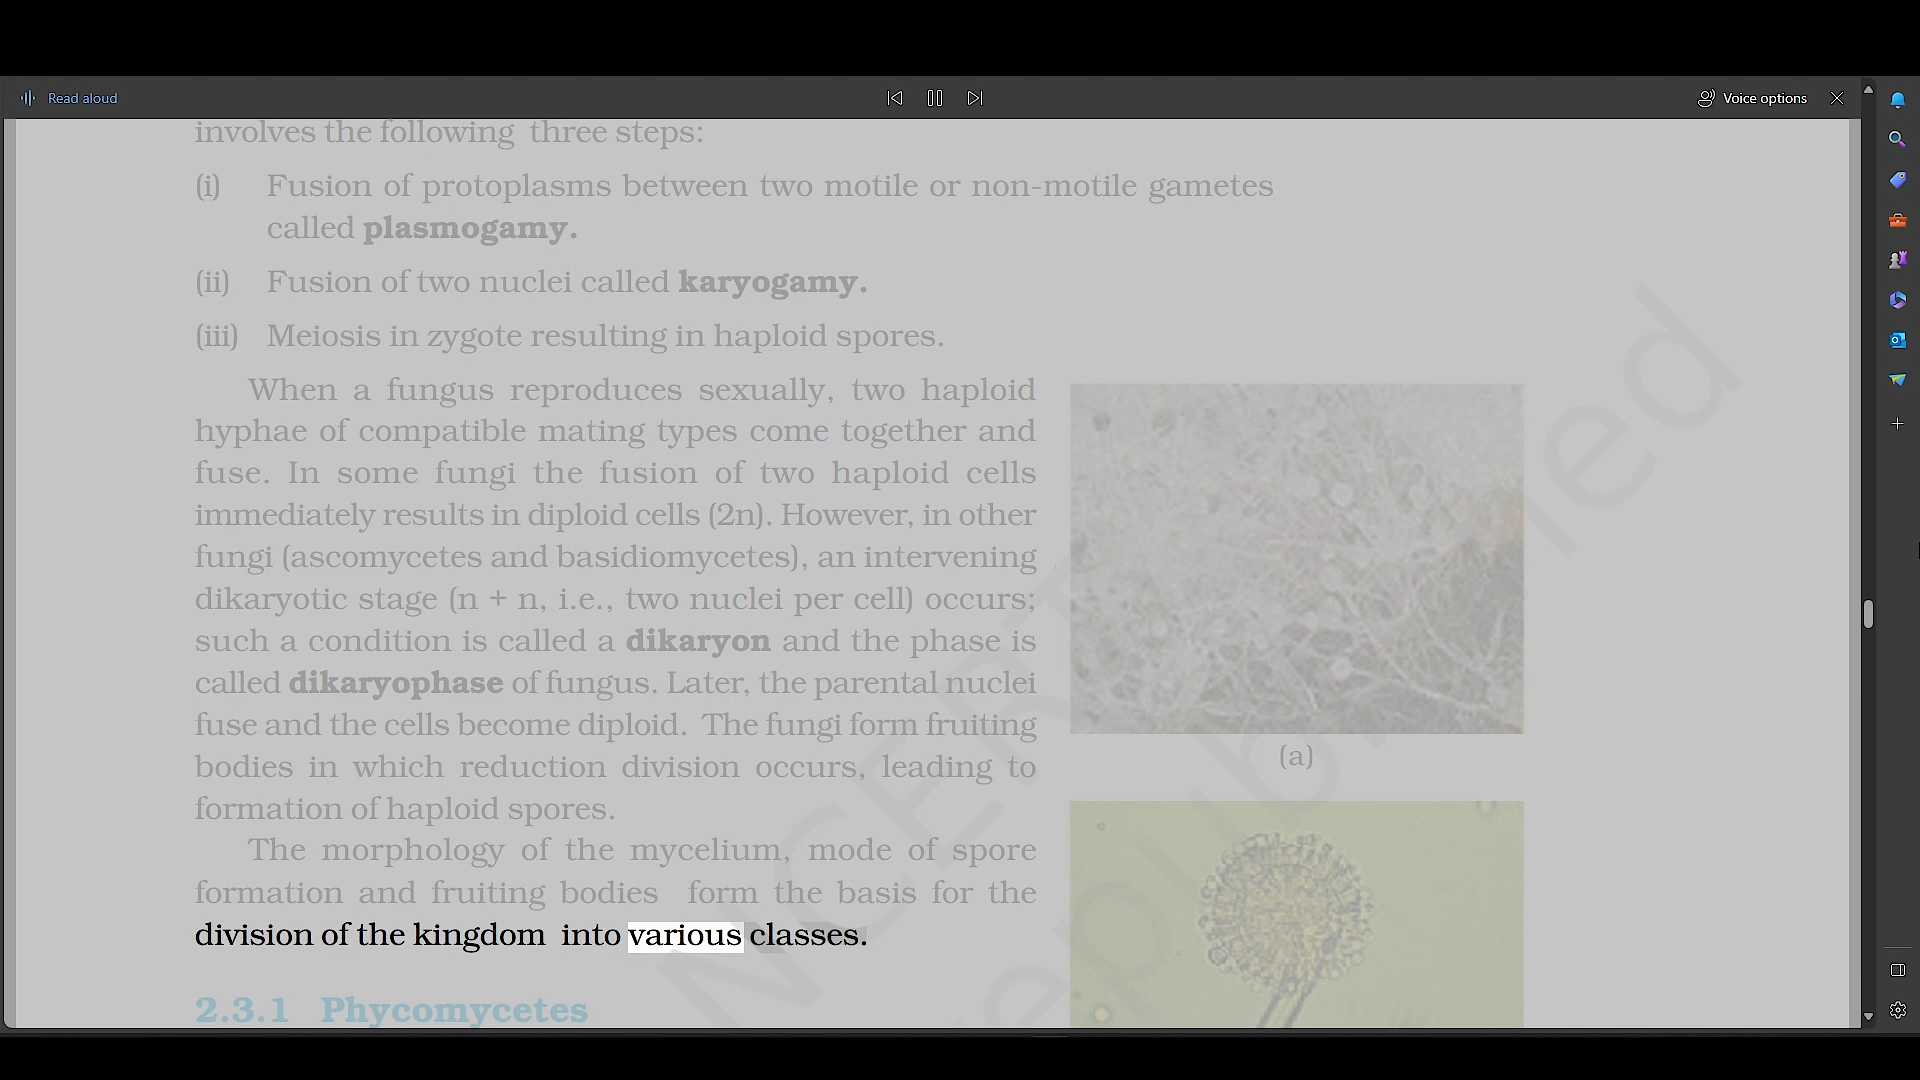 Read aloud
Voice options
involves the following three steps:
(i) Fusion of protoplasms between two motile or non-motile gametes
called plasmogamy.
(ii) Fusion of two nuclei called karyogamy.
(iii) Meiosis in zygote resulting in haploid spores.
When a fungus reproduces sexually, two haploid
hyphae of compatible mating types come together and
fuse. In some fungi the fusion of two haploid cells
immediately results in diploid cells (2n). However, in other
fungi (ascomycetes and basidiomycetes), an intervening
dikaryotic stage (n + n, i.e., two nuclei per cell) occurs;
such a condition is called a dikaryon and the phase is
called dikaryophase of fungus. Later, the parental nuclei
fuse and the cells become diploid. The fungi form fruiting
bodies in which reduction division occurs, leading to
formation of haploid spores.
The morphology of the mycelium, mode of spore
formation and fruiting bodies form the basis for the
division of the kingdom into various classes.
2.3.1 Phycomycetes
(a)
NCERT